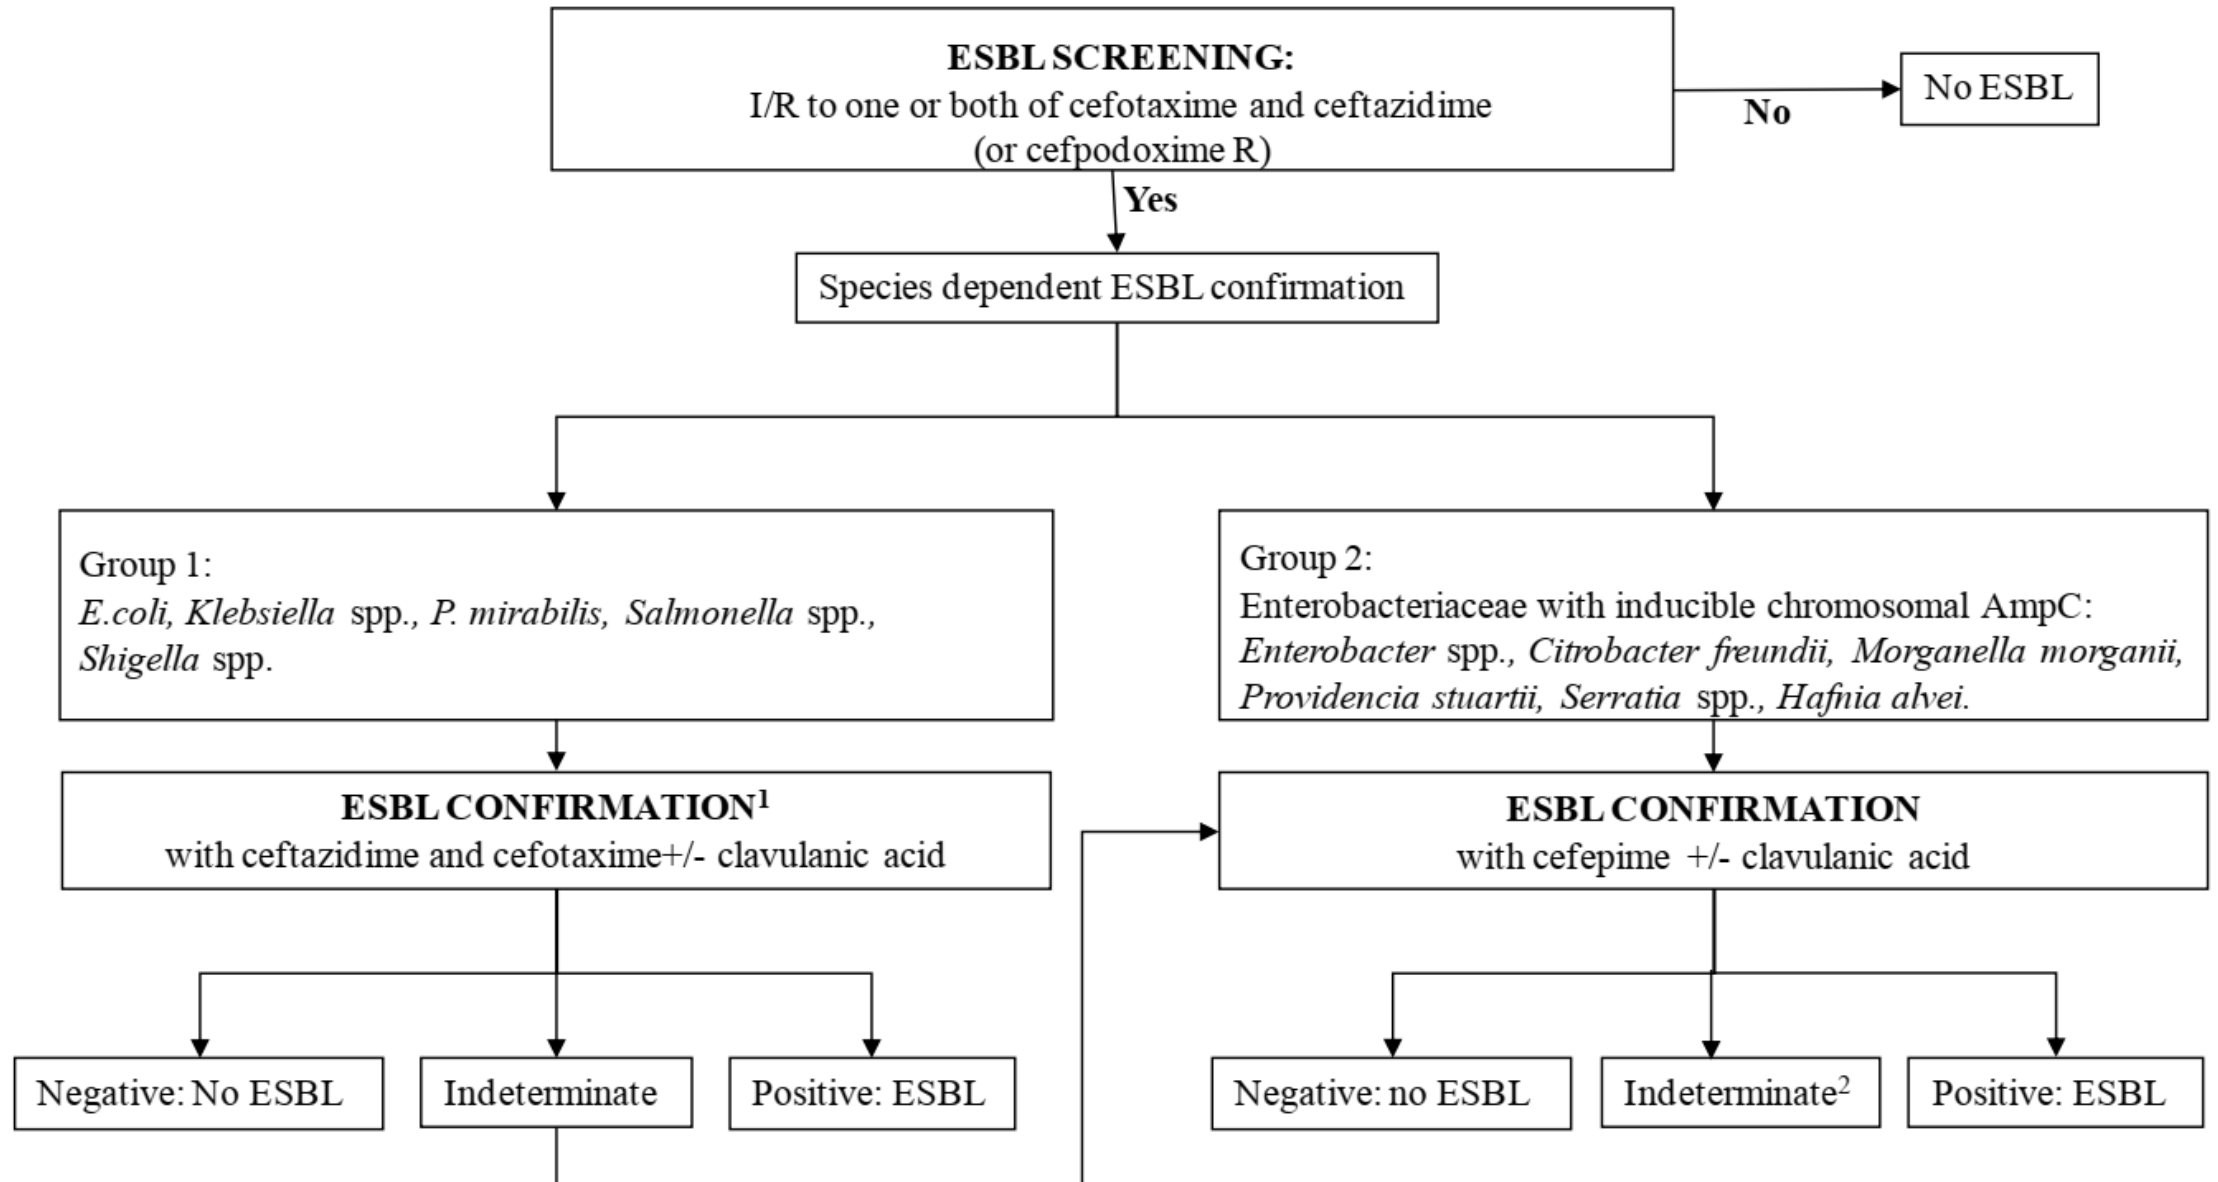 ESBL SCREENING:
I/R to one or both of cefotaxime and ceftazidime
(or cefpodoxime R)
No
No ESBL
Yes
Species dependent ESBL confirmation
Group 1:
E.coli, Klebsiella spp., P. mirabilis, Salmonella spp.,
Shigella spp.
Group 2:
Enterobacteriaceae with inducible chromosomal AmpC:
Enterobacter spp., Citrobacter freundii, Morganella morganii,
Providencia stuartii, Serratia spp., Hafnia alvei.
ESBL CONFIRMATION¹
with ceftazidime and cefotaxime+/- clavulanic acid
ESBL CONFIRMATION
with cefepime +/- clavulanic acid
Negative: No ESBL
Indeterminate
Positive: ESBL
Negative: no ESBL
Indeterminate²
Positive: ESBL